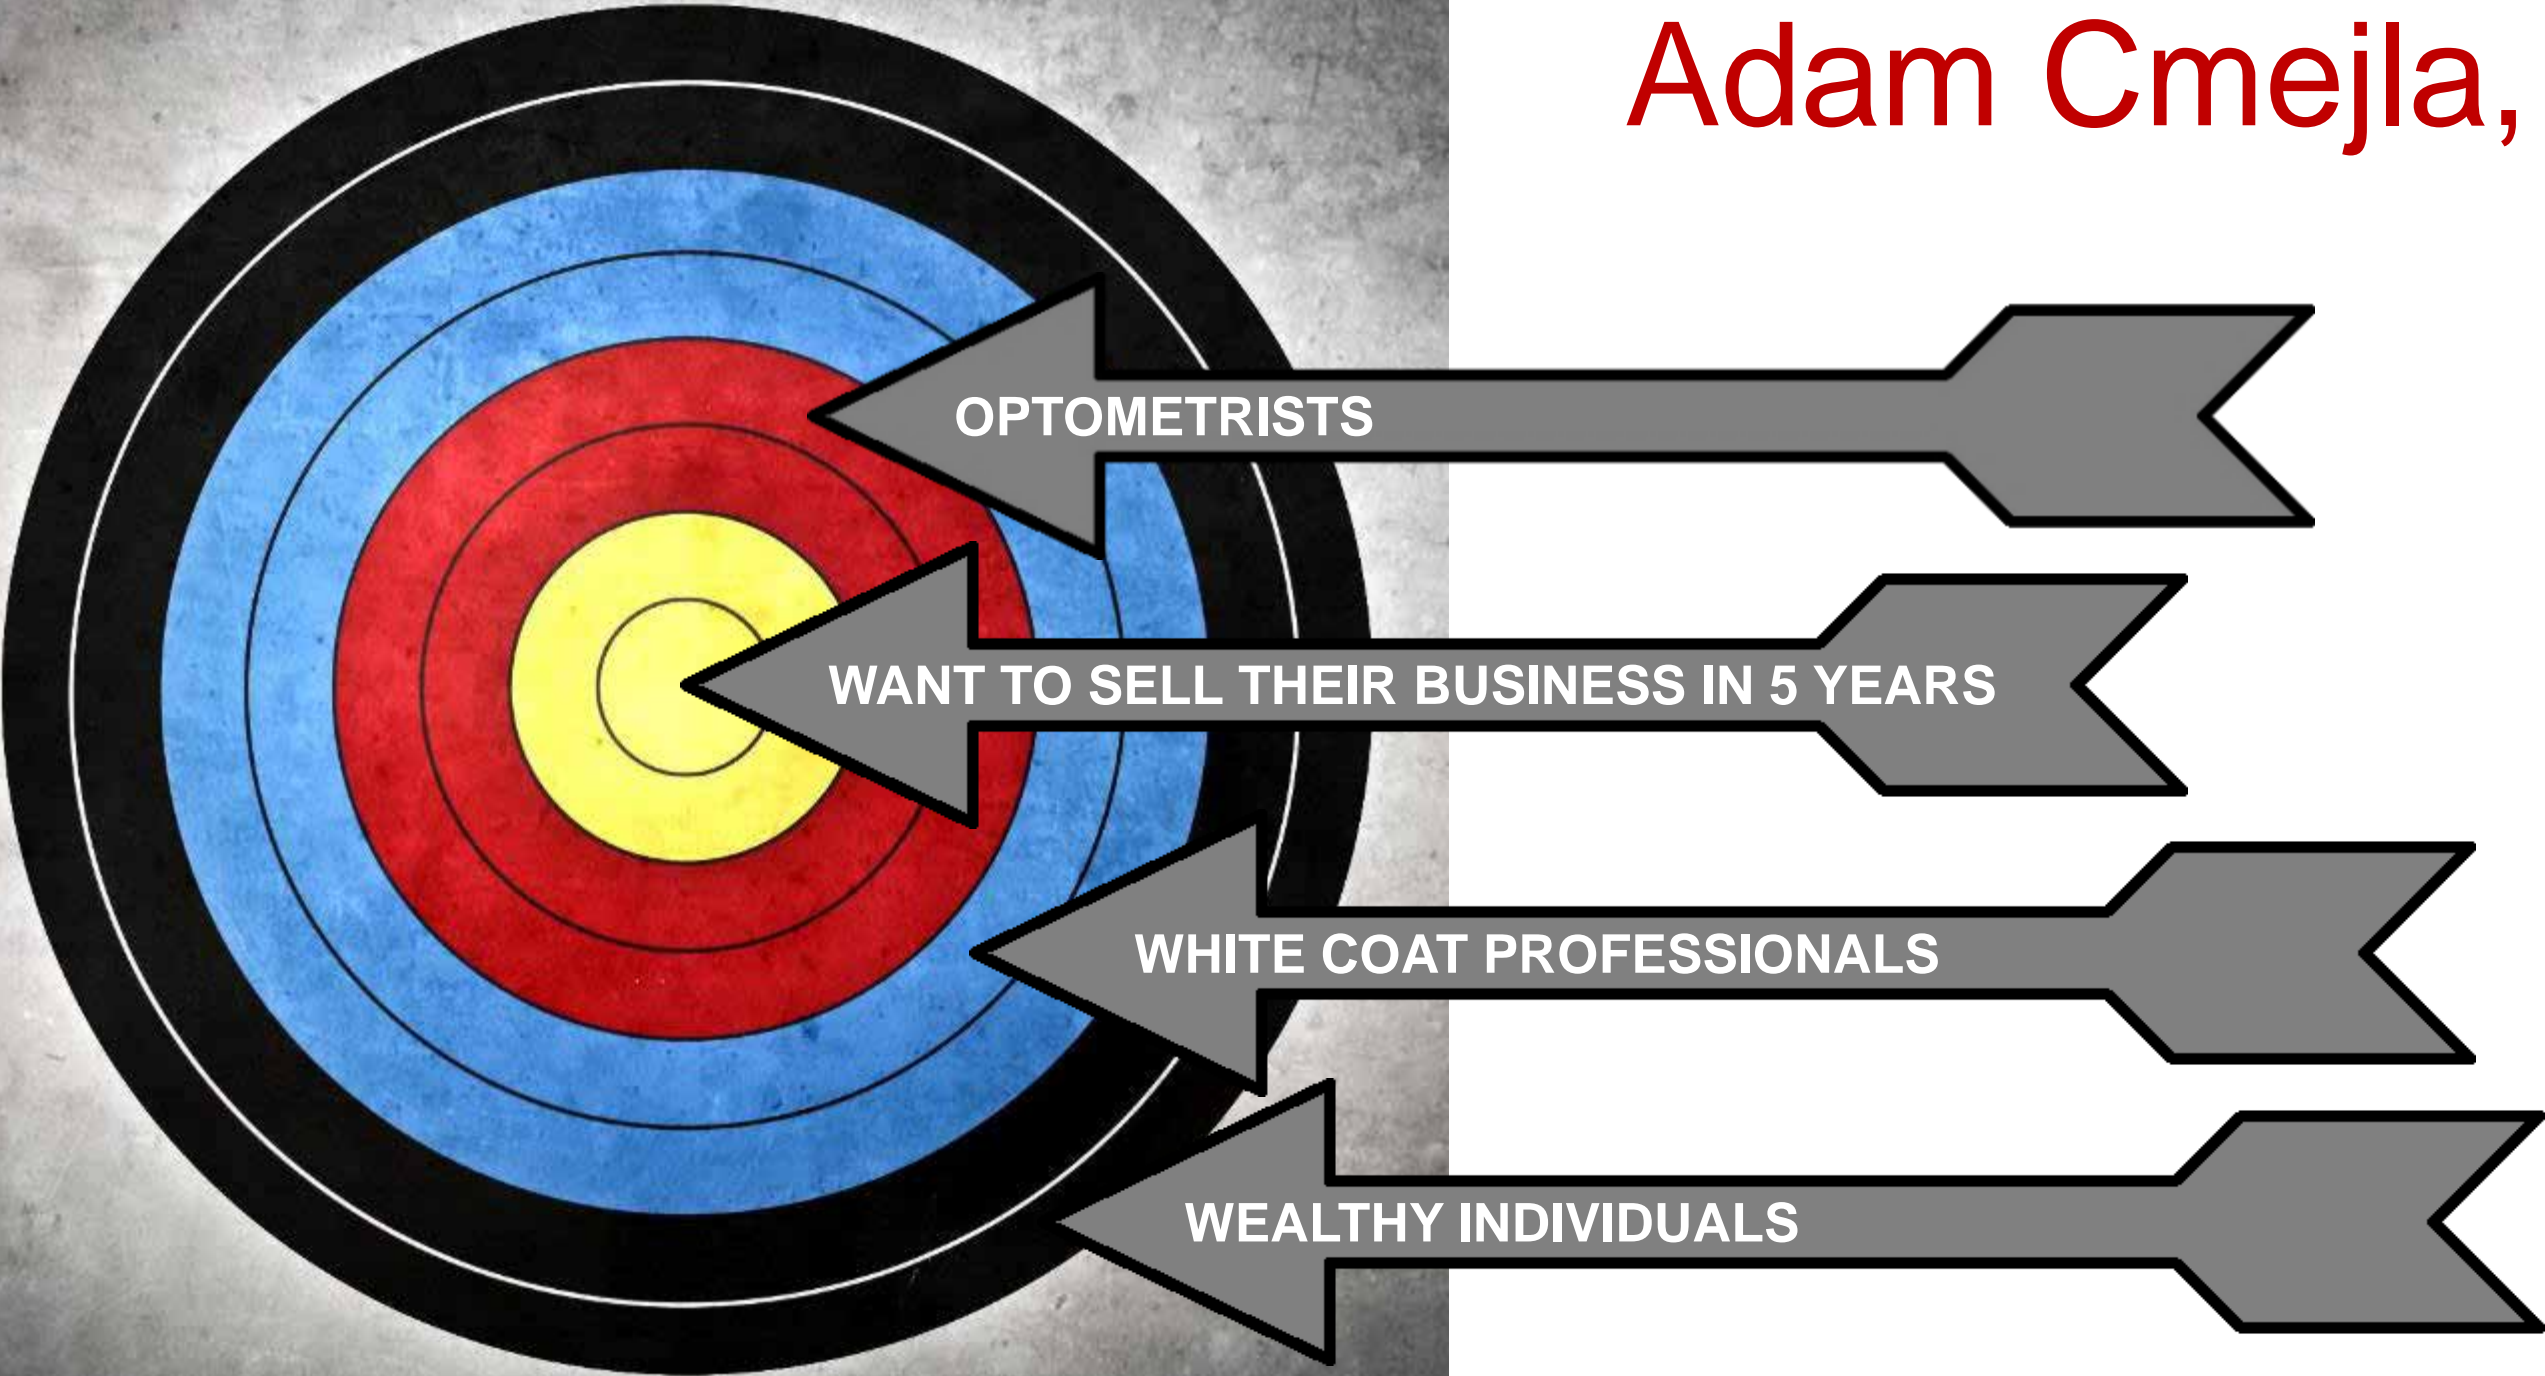 Adam Cmejla,
OPTOMETRISTS
WANT TO SELL THEIR BUSINESS IN 5 YEARS
WHITE COAT PROFESSIONALS
WEALTHY INDIVIDUALS